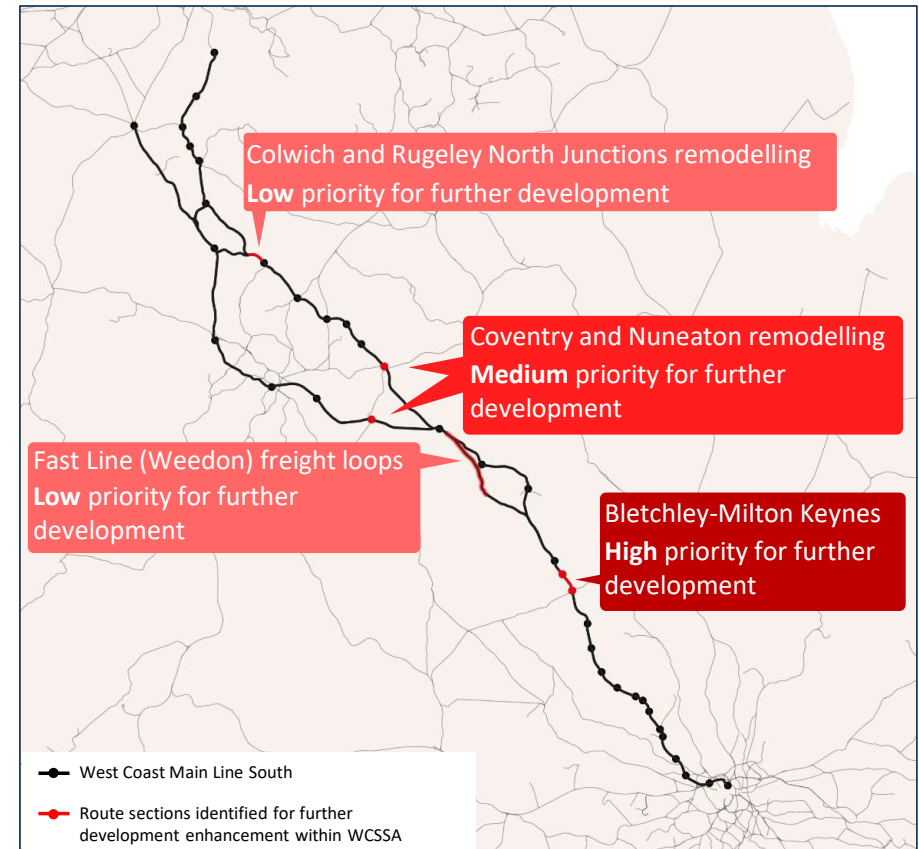 Colwich and Rugeley North Junctions remodelling
Low priority for further development
Coventry and Nuneaton remodelling
Medium priority for further
development
Fast Line (Weedon) freight loops
Low priority for further
development
Bletchley-Milton Keynes
High priority for further
development
West Coast Main Line South
Route sections identified for further
development enhancement within WCSSA